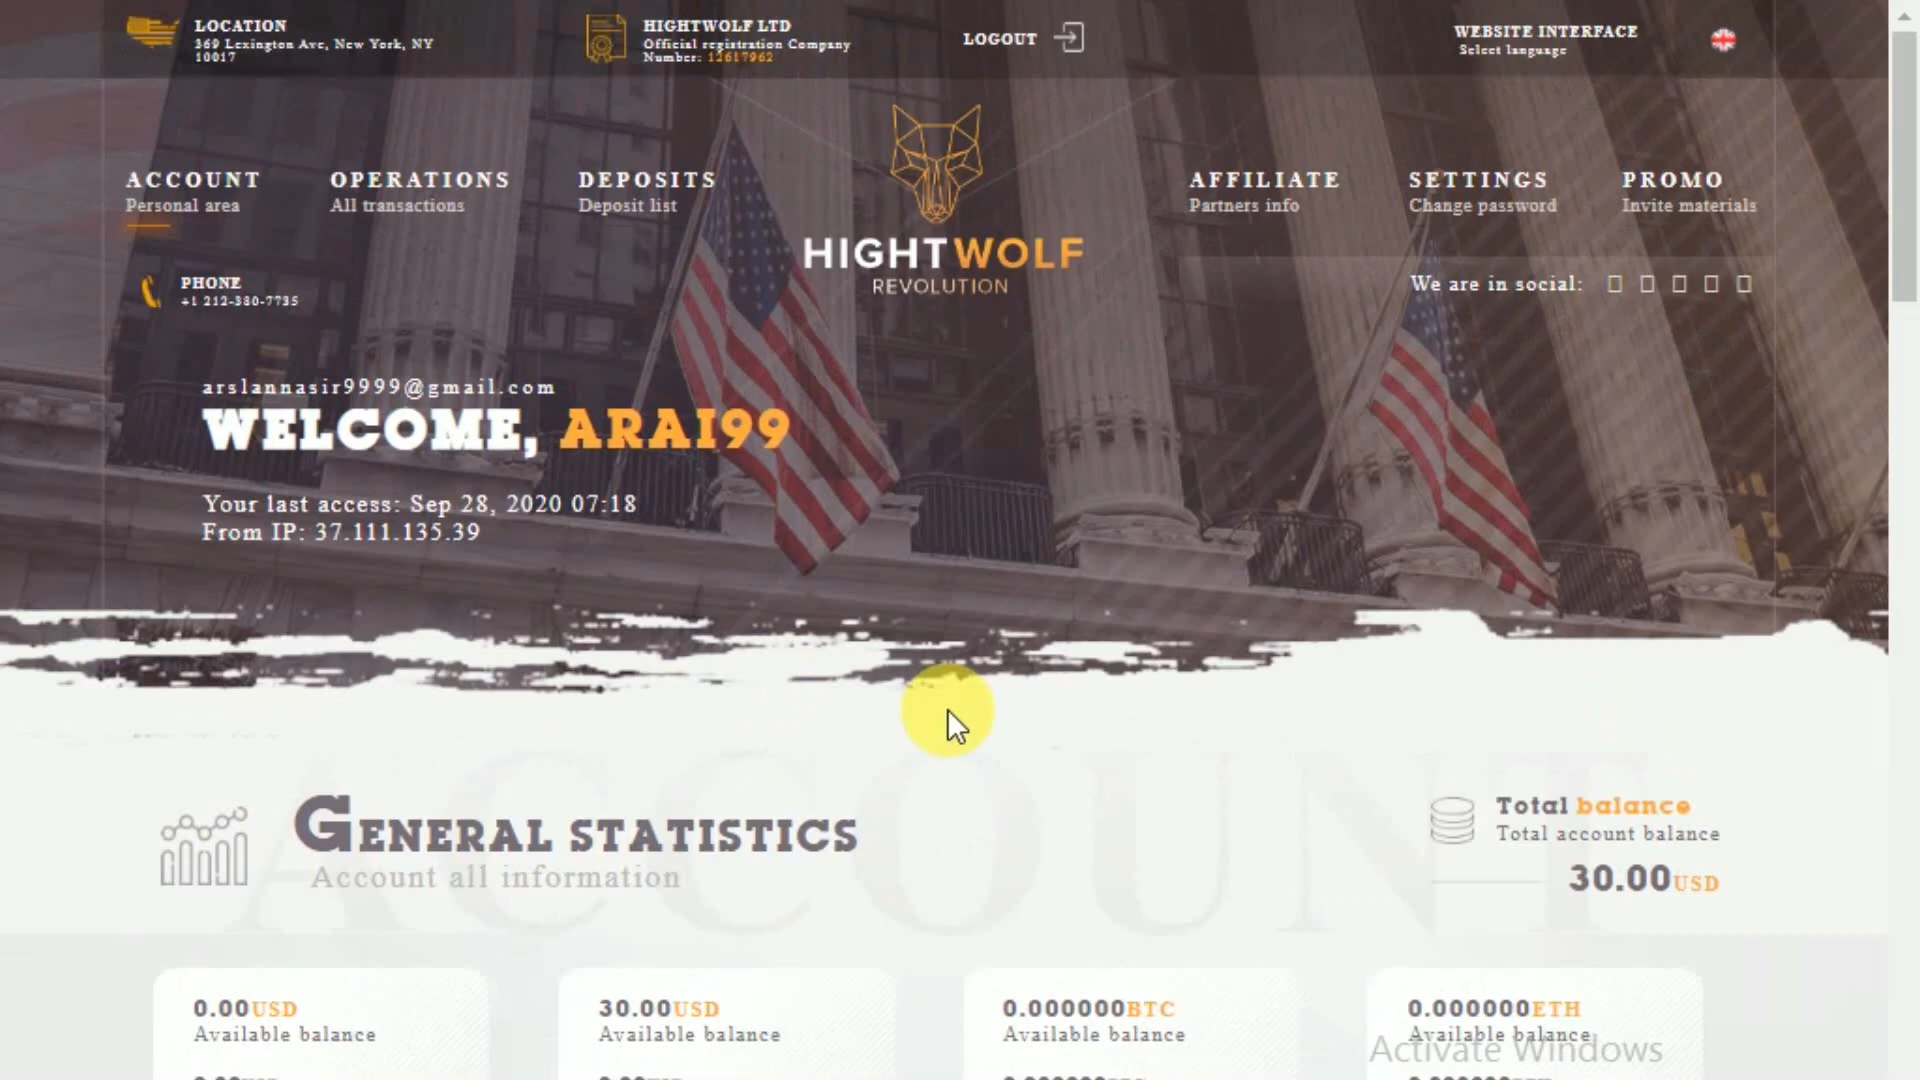 LOCATION
369 Lexington Ave, New York, NY
10017
HIGHTWOLF LTD
Official registration Company
Number: 12617962
LOGOUT
WEBSITE INTERFACE
Select language
ACCOUNT
Personal area
OPERATIONS
All transactions
DEPOSITS
Deposit list
HIGHTWOLF
REVOLUTION
AFFILIATE
Partners info
SETTINGS
Change password
PROMO
Invite materials
PHONE
+1 212-380-7735
We are in social:
arslannasir9999@gmail.com
WELCOME, ARAI99
Your last access: Sep 28, 2020 07:18
From IP: 37.111.135.39
ACCOUNT
GENERAL STATISTICS
Account all information
Total balance
Total account balance
30.00USD
0.00USD
Available balance
30.00USD
Available balance
0.000000BTC
Available balance
0.000000ETH
Available balance
Activate Windows